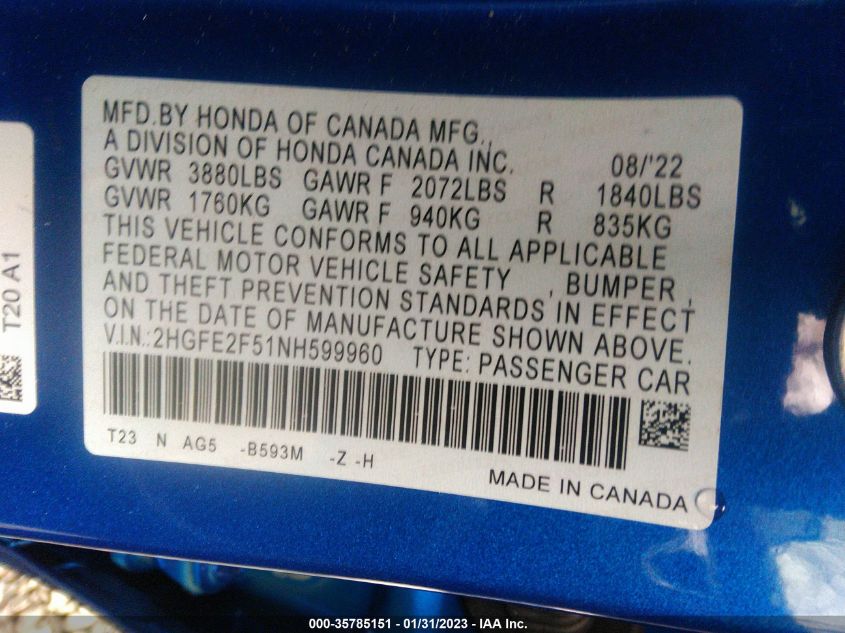 MFD.BY HONDA OF CANADA MFG.,
A DIVISION OF HONDA CANADA INC. 08/'22
GVWR 3880LBS GAWR F 2072LBS R 1840LBS
GVWR 1760KG GAWR F 940KG R 835KG
THIS VEHICLE CONFORMS TO ALL APPLICABLE
FEDERAL MOTOR VEHICLE SAFETY , BUMPER ,
AND THEFT PREVENTION STANDARDS IN EFFECT
ON THE DATE OF MANUFACTURE SHOWN ABOVE.
V.I.N.:2HGFE2F51NH599960 TYPE: PASSENGER CAR
T23 N AG5 -B593M -Z -H
MADE IN CANADA
T20 A1
000-35785151 - 01/31/2023 - IAA Inc.